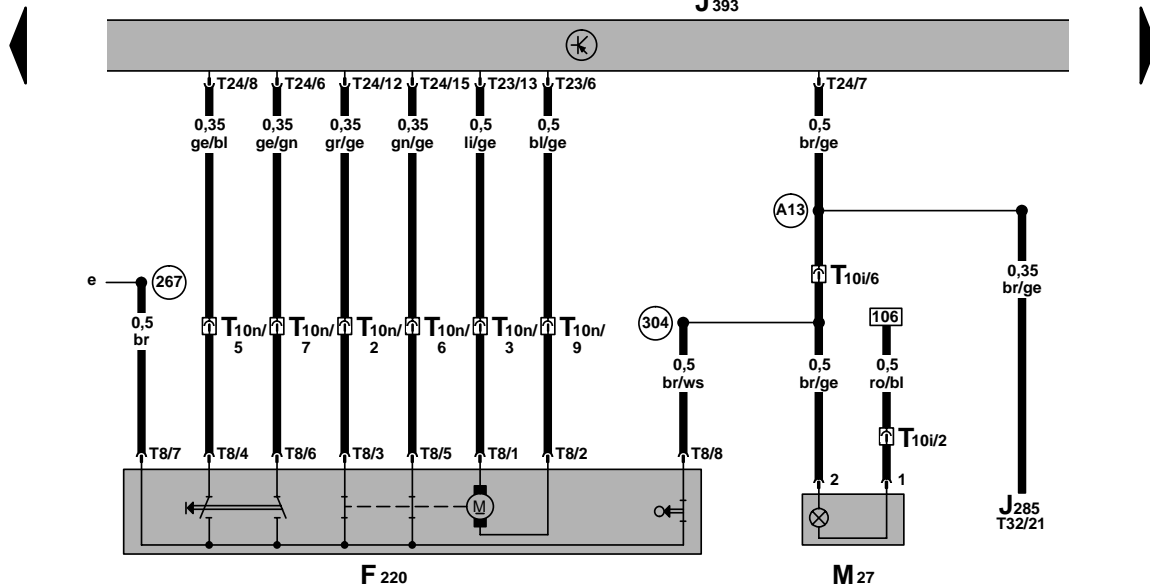 J 393
T24/8 T24/6 T24/12 T24/15 T23/13 T23/6 T24/7
0,35 0,35 0,35 0,35 0,5 0,5 0,5
ge/bl ge/gn gr/ge gn/ge li/ge bl/ge br/ge
A13
e 267 T10i/6 0,35
br/ge
0,5
br
T10n/ T10n/ T10n/ T10n/ T10n/ T10n/ 304 106
5 7 2 6 3 9
0,5 0,5 0,5
br/ws br/ge ro/bl
T10i/2
T8/7 T8/4 T8/6 T8/3 T8/5 T8/1 T8/2 T8/8
2 1
M
J285
T32/21
F 220 M 27